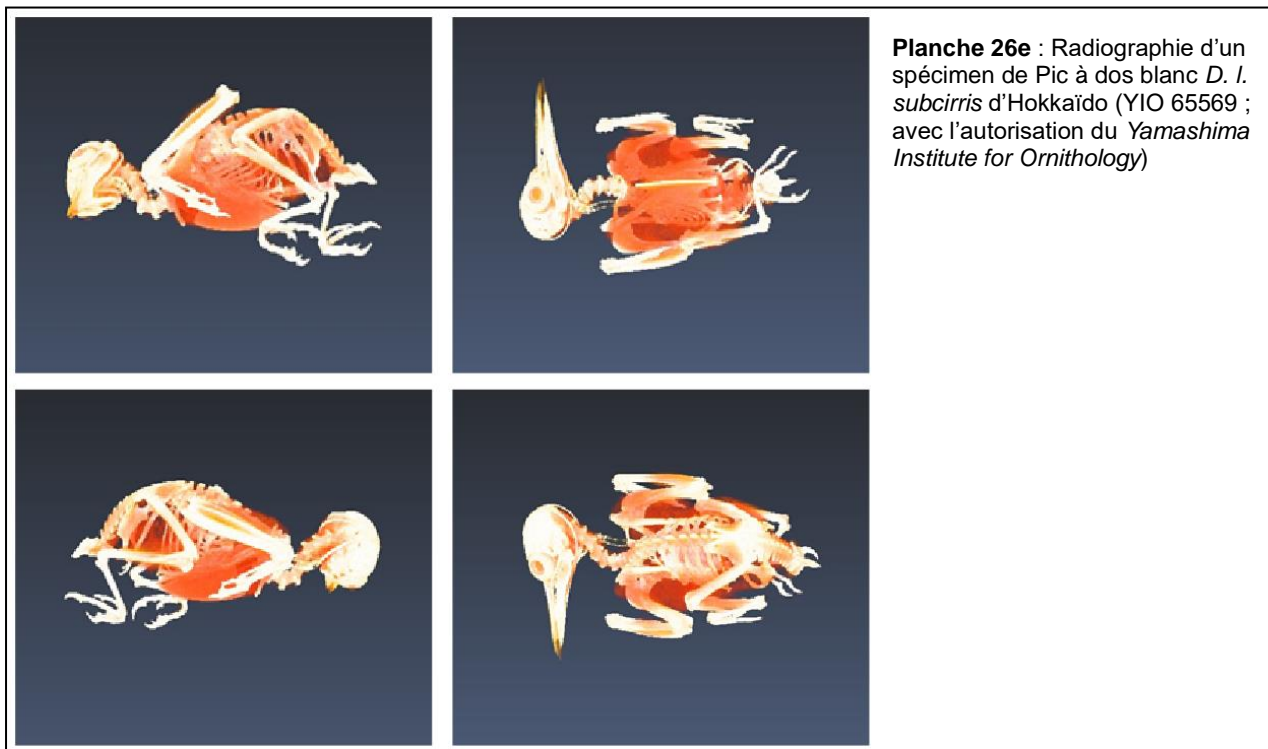 Planche 26e : Radiographie d’un
spécimen de Pic à dos blanc D. l.
subcirris d’Hokkaïdo (YIO 65569 ;
avec l’autorisation du Yamashima
Institute for Ornithology)